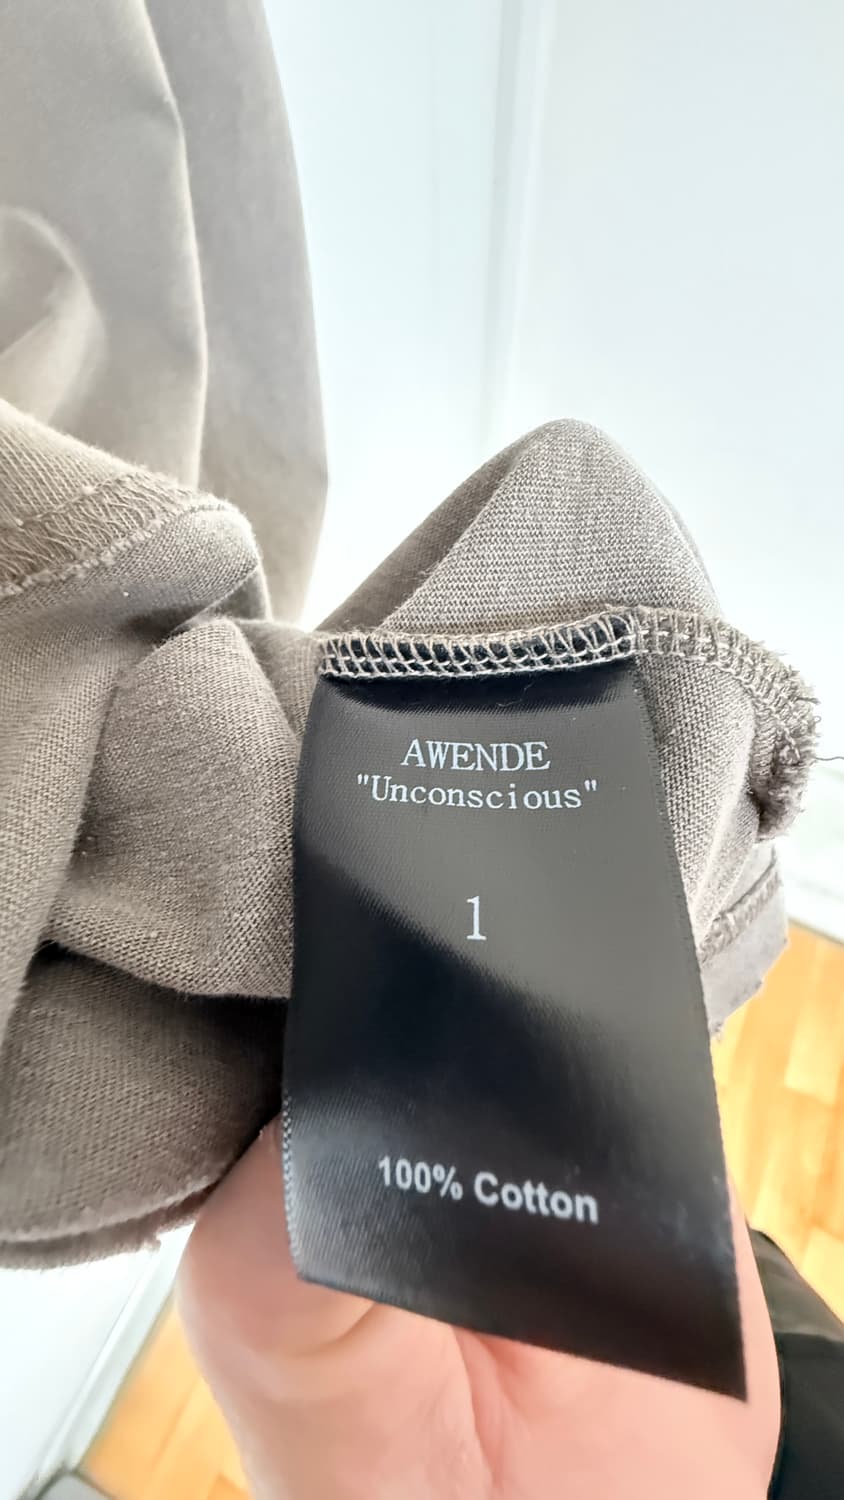 AWENDE
"Unconscious"
1
100% Cotton